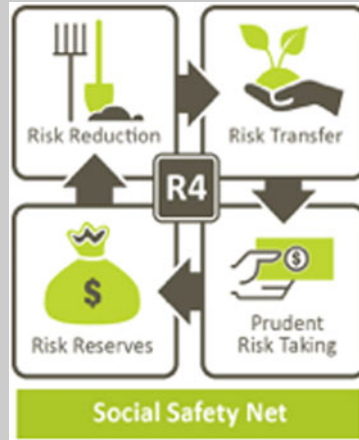 Risk Reduction
Risk Transfer
R4
$
$
Risk Reserves
Prudent
Risk Taking
Social Safety Net